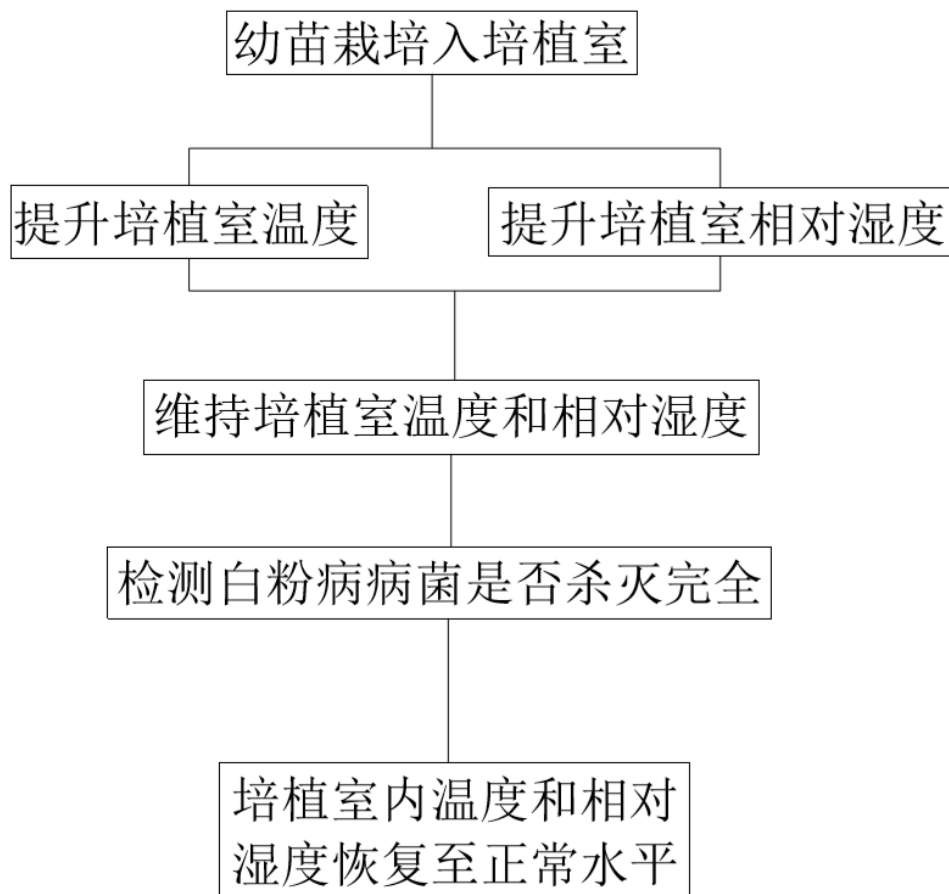 幼苗栽培入培植室
提升培植室温度
提升培植室相对湿度
维持培植室温度和相对湿度
检测白粉病病菌是否杀灭完全
培植室内温度和相对
湿度恢复至正常水平